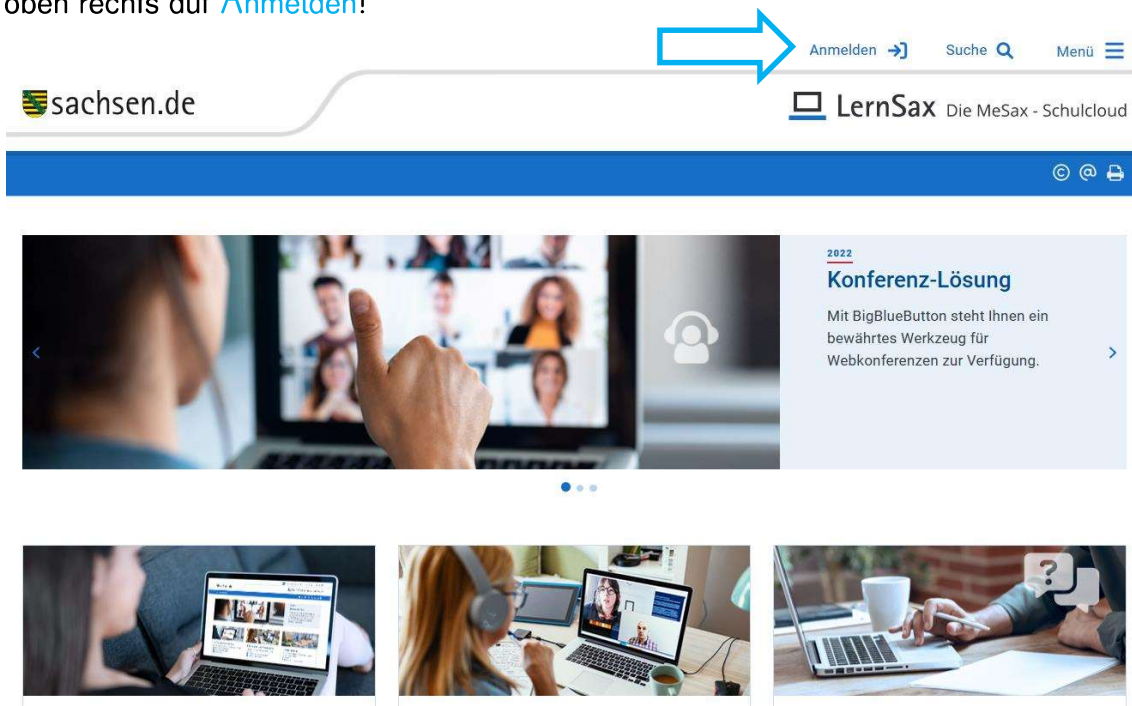 oben rechts auf Anmelden!
Anmelden Suche Menü
sachsen.de
LernSax Die MeSax - Schulcloud
2022
Konferenz-Lösung
Mit BigBlueButton steht Ihnen ein
bewährtes Werkzeug für
Webkonferenzen zur Verfügung.